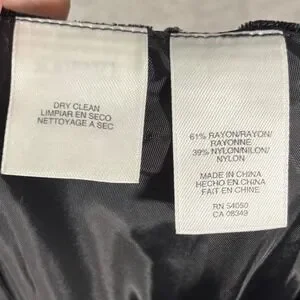 DRY CLEAN
LIMPIAR EN SECO
NETTOYAGE A SEC
61% RAYON/RAYON/
RAYONNE
39% NYLON/NILON/
NYLON
MADE IN CHINA
HECHO EN CHINA
FAIT EN CHINE
RN 54050
CA 08349